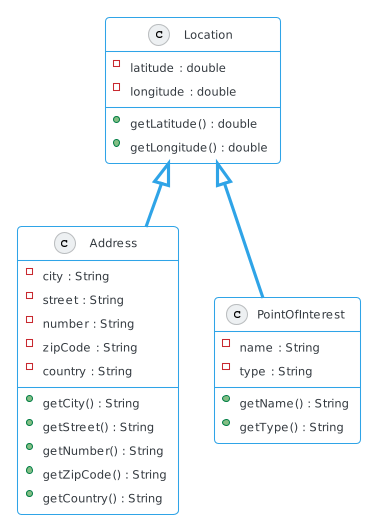 C Location
latitude : double
longitude : double
getLatitude() : double
getLongitude() : double
C Address
city : String
street : String
number : String
zipCode : String
country : String
getCity() : String
getStreet() : String
getNumber() : String
getZipCode() : String
getCountry() : String
C PointOfInterest
name : String
type : String
getName() : String
getType() : String